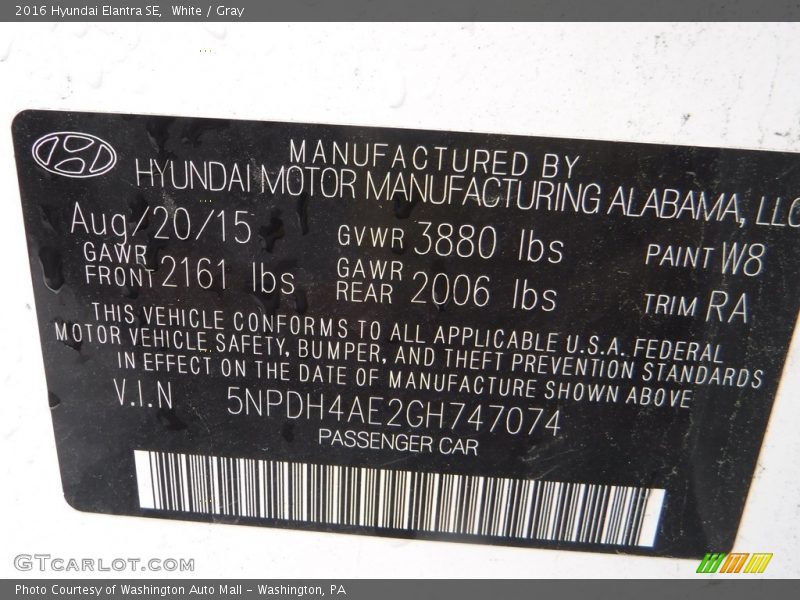 2016 Hyundai Elantra SE, White / Gray
MANUFACTURED BY
HYUNDAI MOTOR MANUFACTURING ALABAMA, LLC
Aug/20/15 GVWR 3880 lbs PAINT W8
GAWR FRONT 2161 lbs GAWR REAR 2006 lbs TRIM RA
THIS VEHICLE CONFORMS TO ALL APPLICABLE U.S.A. FEDERAL
MOTOR VEHICLE SAFETY, BUMPER, AND THEFT PREVENTION STANDARDS
IN EFFECT ON THE DATE OF MANUFACTURE SHOWN ABOVE
V.I.N 5NPDH4AE2GH747074
PASSENGER CAR
GTCARLOT.COM
Photo Courtesy of Washington Auto Mall - Washington, PA